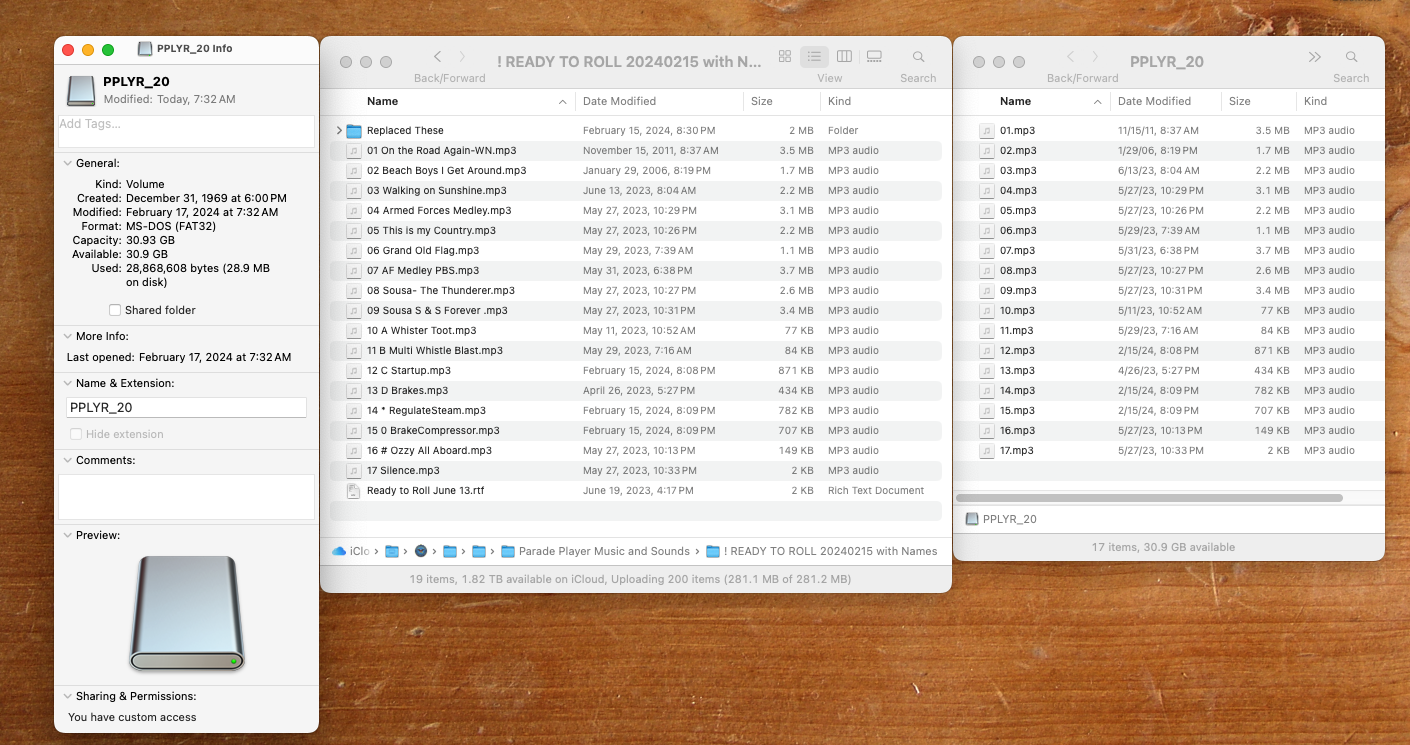 PPLYR_20 Info
PPLYR_20
Modified: Today, 7:32 AM
Add Tags...
General:
Kind: Volume
Created: December 31, 1969 at 6:00 PM
Modified: February 17, 2024 at 7:32 AM
Format: MS-DOS (FAT32)
Capacity: 30.93 GB
Available: 30.9 GB
Used: 28,868,608 bytes (28.9 MB
on disk)
Shared folder
More Info:
Last opened: February 17, 2024 at 7:32 AM
Name & Extension:
PPLYR_20
Hide extension
Comments:
Preview:
Sharing & Permissions:
You have custom access
! READY TO ROLL 20240215 with N...
Back/Forward View Search
Name Date Modified Size Kind
Replaced These February 15, 2024, 8:30 PM 2 MB Folder
01 On the Road Again-WN.mp3 November 15, 2011, 8:37 AM 3.5 MB MP3 audio
02 Beach Boys I Get Around.mp3 January 29, 2006, 8:19 PM 1.7 MB MP3 audio
03 Walking on Sunshine.mp3 June 13, 2023, 8:04 AM 2.2 MB MP3 audio
04 Armed Forces Medley.mp3 May 27, 2023, 10:29 PM 3.1 MB MP3 audio
05 This is my Country.mp3 May 27, 2023, 10:26 PM 2.2 MB MP3 audio
06 Grand Old Flag.mp3 May 29, 2023, 7:39 AM 1.1 MB MP3 audio
07 AF Medley PBS.mp3 May 31, 2023, 6:38 PM 3.7 MB MP3 audio
08 Sousa- The Thunderer.mp3 May 27, 2023, 10:27 PM 2.6 MB MP3 audio
09 Sousa S & S Forever .mp3 May 27, 2023, 10:31 PM 3.4 MB MP3 audio
10 A Whister Toot.mp3 May 11, 2023, 10:52 AM 77 KB MP3 audio
11 B Multi Whistle Blast.mp3 May 29, 2023, 7:16 AM 84 KB MP3 audio
12 C Startup.mp3 February 15, 2024, 8:08 PM 871 KB MP3 audio
13 D Brakes.mp3 April 26, 2023, 5:27 PM 434 KB MP3 audio
14 * RegulateSteam.mp3 February 15, 2024, 8:09 PM 782 KB MP3 audio
15 0 BrakeCompressor.mp3 February 15, 2024, 8:09 PM 707 KB MP3 audio
16 # Ozzy All Aboard.mp3 May 27, 2023, 10:13 PM 149 KB MP3 audio
17 Silence.mp3 May 27, 2023, 10:33 PM 2 KB MP3 audio
Ready to Roll June 13.rtf June 19, 2023, 4:17 PM 2 KB Rich Text Document
iClo › › › › › Parade Player Music and Sounds › ! READY TO ROLL 20240215 with Names
19 items, 1.82 TB available on iCloud, Uploading 200 items (281.1 MB of 281.2 MB)
PPLYR_20
Back/Forward Search
Name Date Modified Size Kind
01.mp3 11/15/11, 8:37 AM 3.5 MB MP3 audio
02.mp3 1/29/06, 8:19 PM 1.7 MB MP3 audio
03.mp3 6/13/23, 8:04 AM 2.2 MB MP3 audio
04.mp3 5/27/23, 10:29 PM 3.1 MB MP3 audio
05.mp3 5/27/23, 10:26 PM 2.2 MB MP3 audio
06.mp3 5/29/23, 7:39 AM 1.1 MB MP3 audio
07.mp3 5/31/23, 6:38 PM 3.7 MB MP3 audio
08.mp3 5/27/23, 10:27 PM 2.6 MB MP3 audio
09.mp3 5/27/23, 10:31 PM 3.4 MB MP3 audio
10.mp3 5/11/23, 10:52 AM 77 KB MP3 audio
11.mp3 5/29/23, 7:16 AM 84 KB MP3 audio
12.mp3 2/15/24, 8:08 PM 871 KB MP3 audio
13.mp3 4/26/23, 5:27 PM 434 KB MP3 audio
14.mp3 2/15/24, 8:09 PM 782 KB MP3 audio
15.mp3 2/15/24, 8:09 PM 707 KB MP3 audio
16.mp3 5/27/23, 10:13 PM 149 KB MP3 audio
17.mp3 5/27/23, 10:33 PM 2 KB MP3 audio
PPLYR_20
17 items, 30.9 GB available